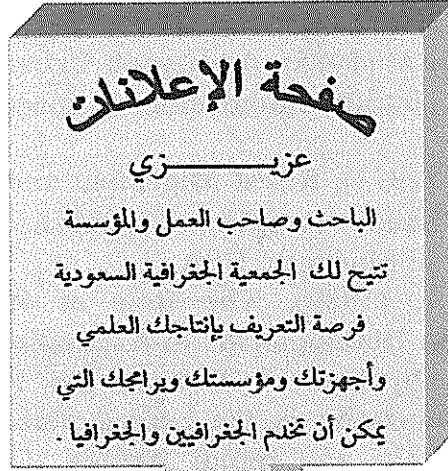 صفحة الإعلانات
عزيـــــــزي
الباحث وصاحب العمل والمؤسسة
تتيح لك الجمعية الجغرافية السعودية
فرصة التعريف بإنتاجك العلمي
وأجهزتك ومؤسستك وبرامجك التي
يمكن أن تخدم الجغرافيين والجغرافيا .